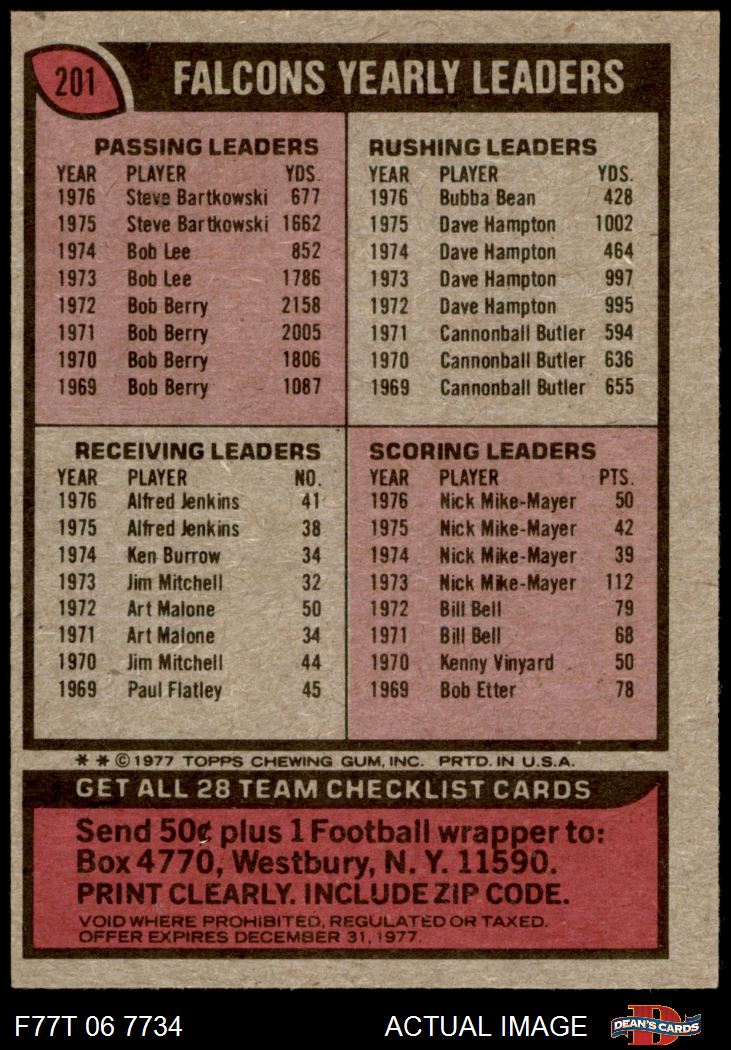 201
FALCONS YEARLY LEADERS
PASSING LEADERS
YEAR PLAYER YDS.
1976 Steve Bartkowski 677
1975 Steve Bartkowski 1662
1974 Bob Lee 852
1973 Bob Lee 1786
1972 Bob Berry 2158
1971 Bob Berry 2005
1970 Bob Berry 1806
1969 Bob Berry 1087
RUSHING LEADERS
YEAR PLAYER YDS.
1976 Bubba Bean 428
1975 Dave Hampton 1002
1974 Dave Hampton 464
1973 Dave Hampton 997
1972 Dave Hampton 995
1971 Cannonball Butler 594
1970 Cannonball Butler 636
1969 Cannonball Butler 655
RECEIVING LEADERS
YEAR PLAYER NO.
1976 Alfred Jenkins 41
1975 Alfred Jenkins 38
1974 Ken Burrow 34
1973 Jim Mitchell 32
1972 Art Malone 50
1971 Art Malone 34
1970 Jim Mitchell 44
1969 Paul Flatley 45
SCORING LEADERS
YEAR PLAYER PTS.
1976 Nick Mike-Mayer 50
1975 Nick Mike-Mayer 42
1974 Nick Mike-Mayer 39
1973 Nick Mike-Mayer 112
1972 Bill Bell 79
1971 Bill Bell 68
1970 Kenny Vinyard 50
1969 Bob Etter 78
* * © 1977 TOPPS CHEWING GUM, INC. PRTD. IN U.S.A.
GET ALL 28 TEAM CHECKLIST CARDS
Send 50¢ plus 1 Football wrapper to:
Box 4770, Westbury, N. Y. 11590.
PRINT CLEARLY. INCLUDE ZIP CODE.
VOID WHERE PROHIBITED, REGULATED OR TAXED.
OFFER EXPIRES DECEMBER 31, 1977.
F77T 06 7734
ACTUAL IMAGE
D
DEAN'S CARDS